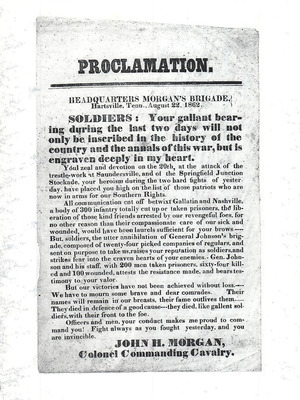 PROCLAMATION.
HEADQUARTERS MORGAN'S BRIGADE,
Hartsville, Tenn., August 22, 1862.
SOLDIERS: Your gallant bear-
ing during the last two days will not
only be inscribed in the history of the
country and the annals of this war, but is
engraven deeply in my heart.
Your zeal and devotion on the 20th, at the attack of the
trestle-work at Saundersville, and of the Springfield Junction
Stockade, your heroism during the two hard fights of yester-
day, have placed you high on the list of those patriots who are
now in arms for our Southern Rights.
All communication cut off betwixt Gallatin and Nashville,
a body of 300 infantry totally cut up or taken prisoners, the lib-
eration of those kind friends arrested by our revengeful foes, for
no other reason than their compassionate care of our sick and
wounded, would have been laurels sufficient for your brows.—
But, soldiers, the utter annihilation of General Johnson's brig-
ade, composed of twenty-four picked companies of regulars, and
sent on purpose to take us, raises your reputation as soldiers, and
strikes fear into the craven hearts of your enemies. Gen. John-
son and his staff, with 200 men taken prisoners, sixty-four kill-
ed and 100 wounded, attests the resistance made, and bears tes-
timony to your valor.
But our victories have not been achieved without loss.—
We have to mourn some brave and dear comrades. Their
names will remain in our breasts, their fame outlives them.
They died in defence of a good cause—they died, like gallant sol-
diers, with their front to the foe.
Officers and men, your conduct makes me proud to com-
mand you! Fight always as you fought yesterday, and you
are invincible.
JOHN H. MORGAN,
Colonel Commanding Cavalry.